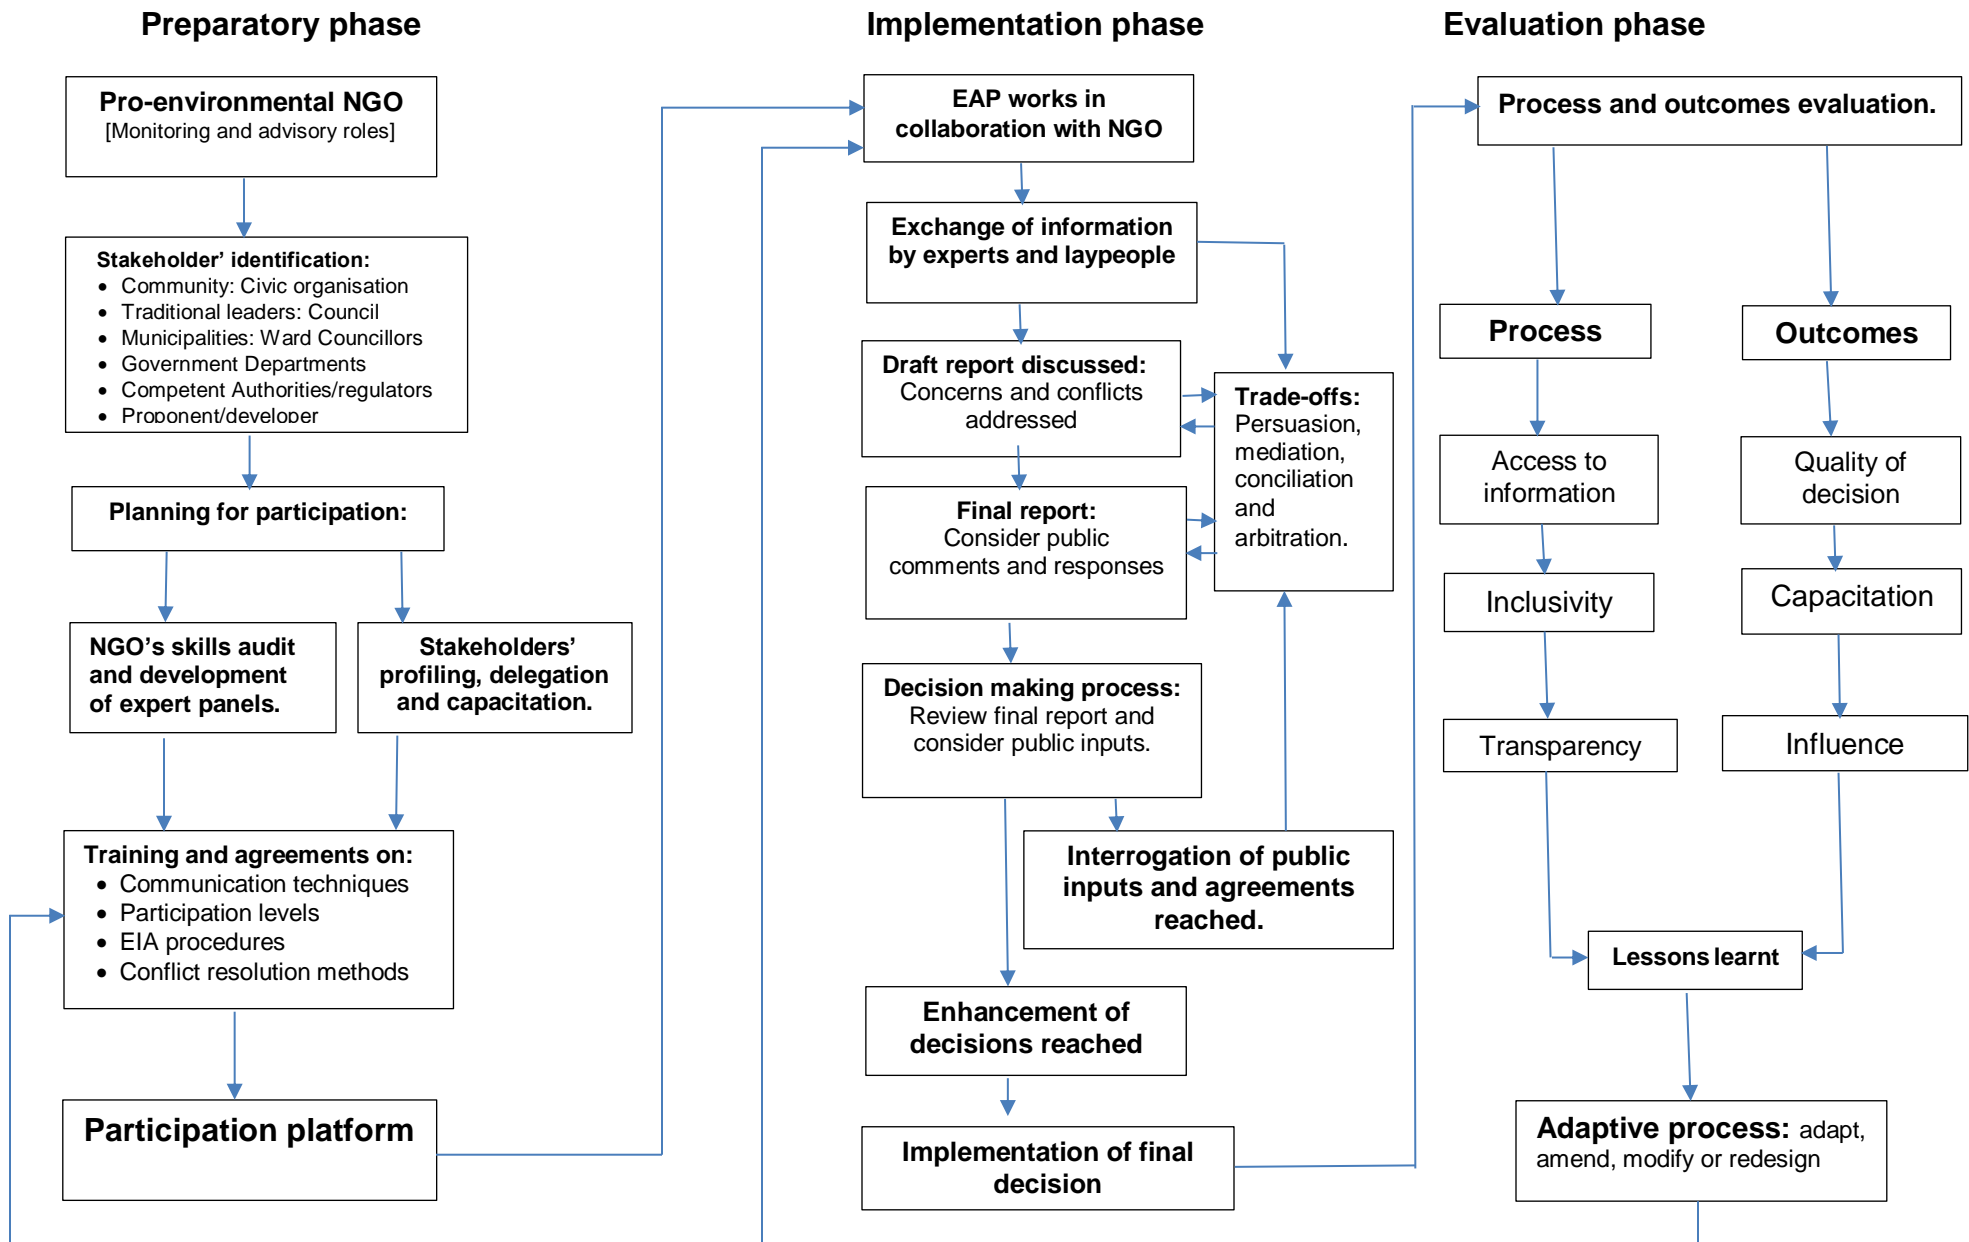 Preparatory phase
Implementation phase
Evaluation phase
Pro-environmental NGO
[Monitoring and advisory roles]
Stakeholder' identification:
• Community: Civic organisation
• Traditional leaders: Council
• Municipalities: Ward Councillors
• Government Departments
• Competent Authorities/regulators
• Proponent/developer
Planning for participation:
NGO's skills audit
and development
of expert panels.
Stakeholders'
profiling, delegation
and capacitation.
Training and agreements on:
• Communication techniques
• Participation levels
• EIA procedures
• Conflict resolution methods
Participation platform
EAP works in
collaboration with NGO
Exchange of information
by experts and laypeople
Draft report discussed:
Concerns and conflicts
addressed
Trade-offs:
Persuasion,
mediation,
conciliation
and
arbitration.
Final report:
Consider public
comments and responses
Decision making process:
Review final report and
consider public inputs.
Interrogation of public
inputs and agreements
reached.
Enhancement of
decisions reached
Implementation of final
decision
Process and outcomes evaluation.
Process
Access to
information
Inclusivity
Transparency
Outcomes
Quality of
decision
Capacitation
Influence
Lessons learnt
Adaptive process: adapt,
amend, modify or redesign